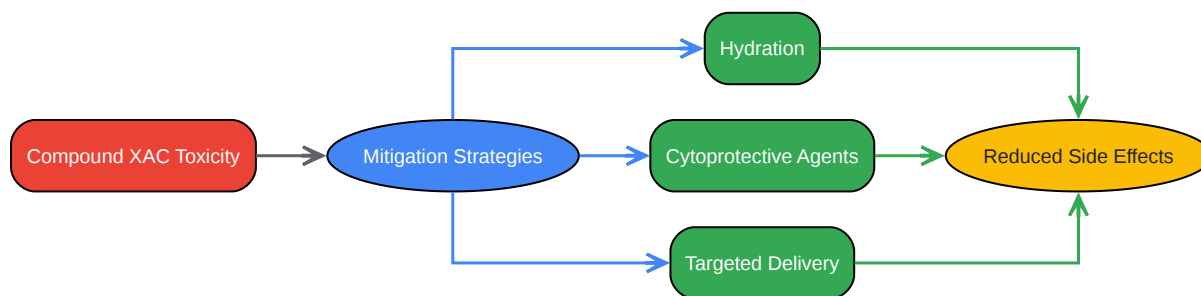 Compound XAC Toxicity
Mitigation Strategies
Hydration
Cytoprotective Agents
Targeted Delivery
Reduced Side Effects